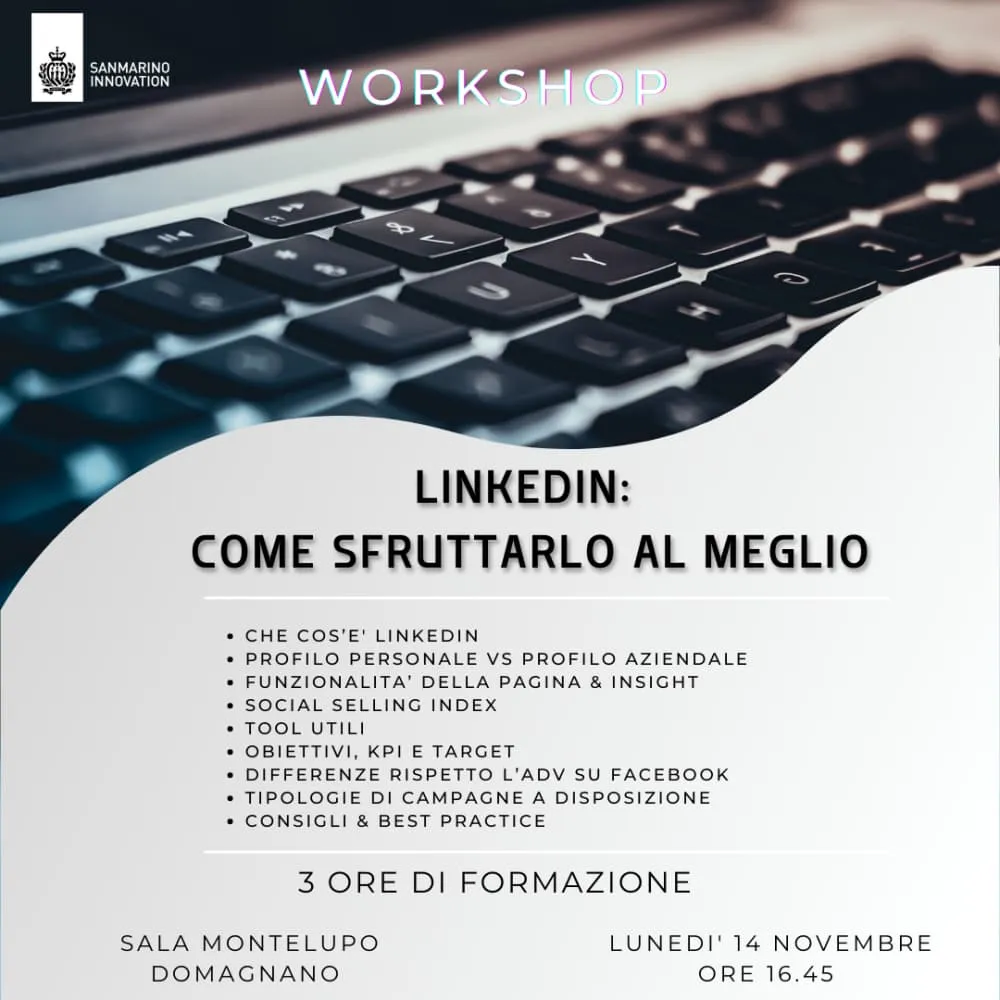 SANMARINO
INNOVATION
WORKSHOP
Y
U
H
G
LINKEDIN:
COME SFRUTTARLO AL MEGLIO
• CHE COS’E' LINKEDIN
• PROFILO PERSONALE VS PROFILO AZIENDALE
• FUNZIONALITA’ DELLA PAGINA & INSIGHT
• SOCIAL SELLING INDEX
• TOOL UTILI
• OBIETTIVI, KPI E TARGET
• DIFFERENZE RISPETTO L’ADV SU FACEBOOK
• TIPOLOGIE DI CAMPAGNE A DISPOSIZIONE
• CONSIGLI & BEST PRACTICE
3 ORE DI FORMAZIONE
SALA MONTELUPO
DOMAGNANO
LUNEDI' 14 NOVEMBRE
ORE 16.45